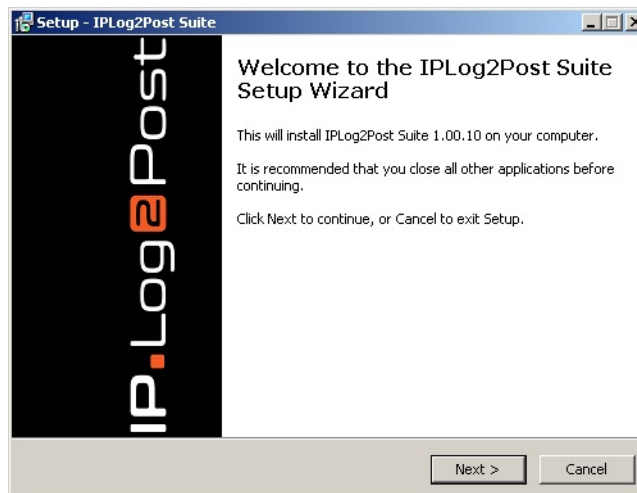 Setup - IPLog2Post Suite
IP.Log2Post
Welcome to the IPLog2Post Suite
Setup Wizard
This will install IPLog2Post Suite 1.00.10 on your computer.
It is recommended that you close all other applications before
continuing.
Click Next to continue, or Cancel to exit Setup.
Next >
Cancel